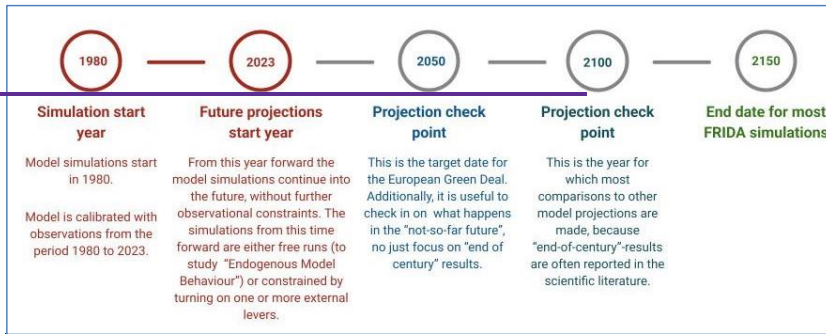 1980
2023
2050
2100
2150
Simulation start
year
Model simulations start
in 1980.
Model is calibrated with
observations from the
period 1980 to 2023.
Future projections
start year
From this year forward the
model simulations continue into
the future, without further
observational constraints. The
simulations from this time
forward are either free runs (to
study "Endogenous Model
Behaviour") or constrained by
turning on one or more external
levers.
Projection check
point
This is the target date for
the European Green Deal.
Additionally, it is useful to
check in on what happens
in the "not-so-far future",
no just focus on "end of
century" results.
Projection check
point
This is the year for
which most
comparisons to other
model projections are
made, because
"end-of-century"-results
are often reported in the
scientific literature.
End date for most
FRIDA simulations